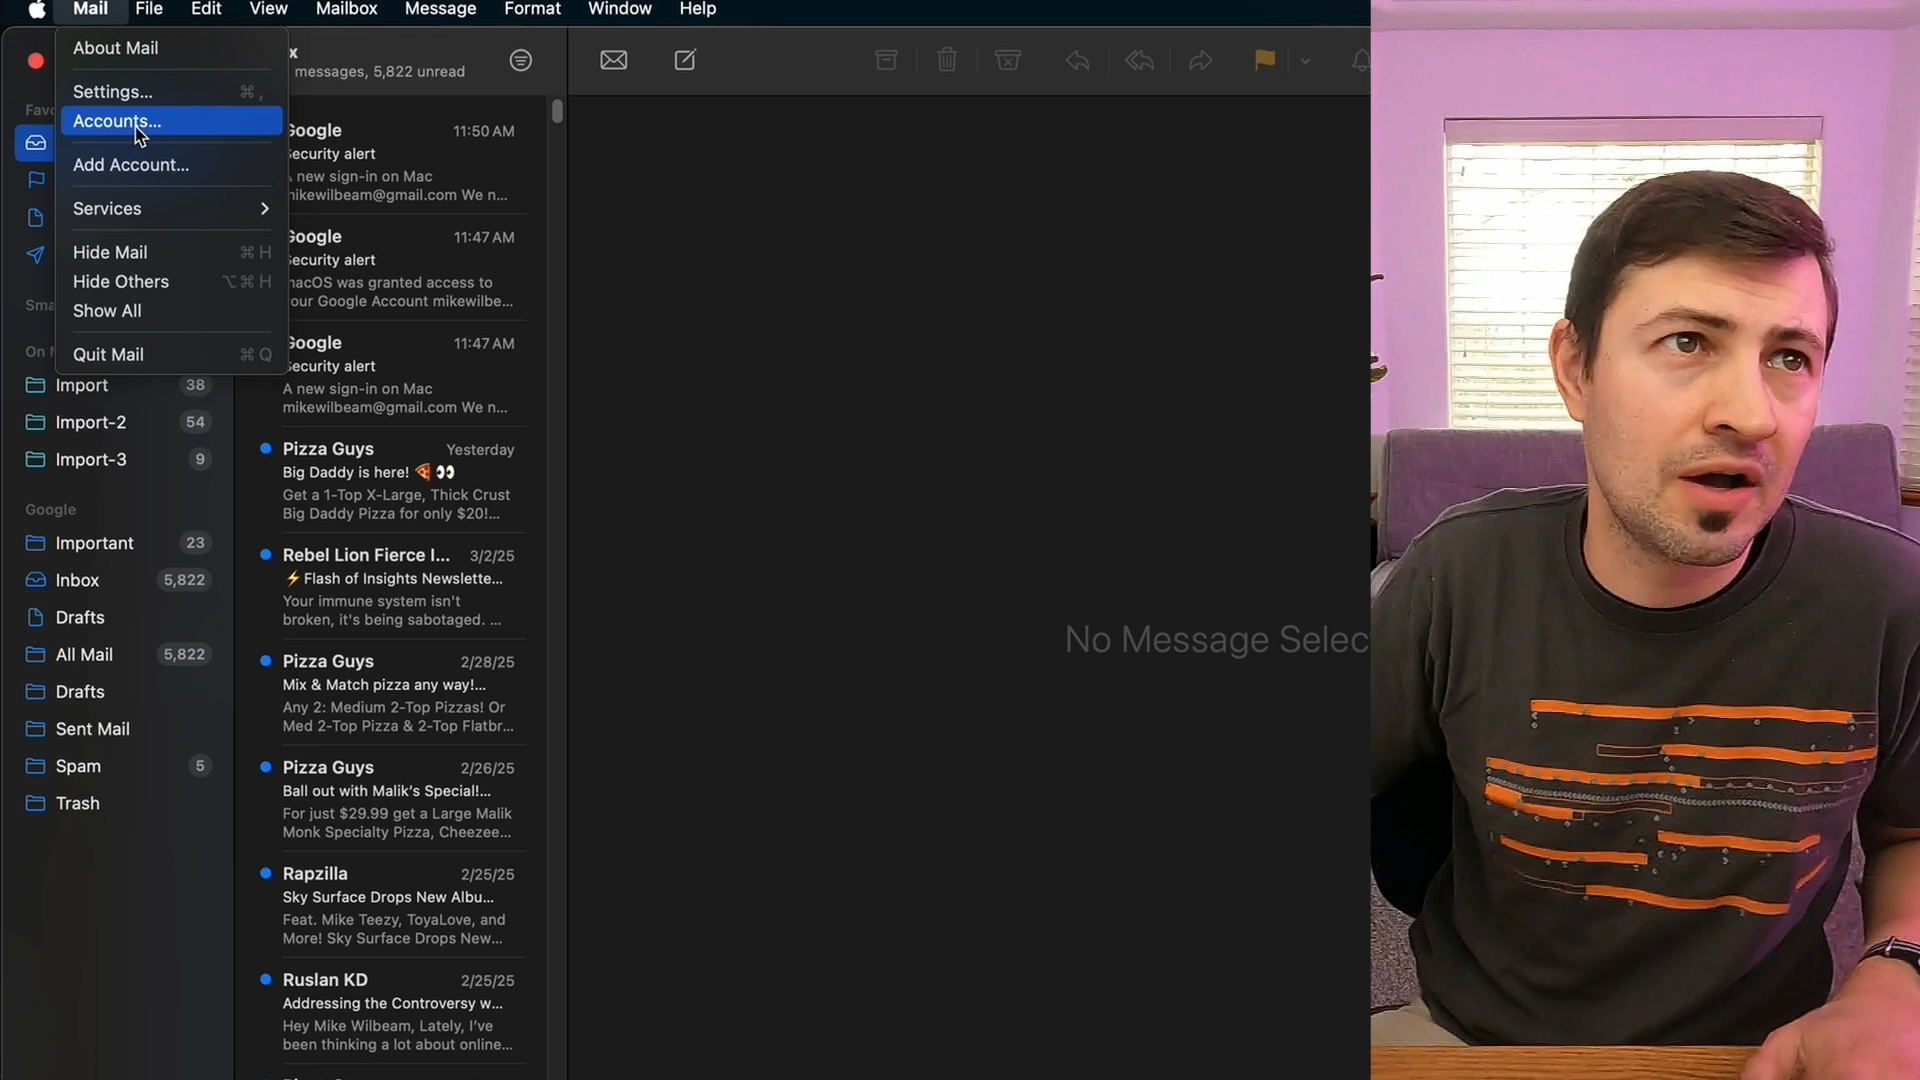 Mail File Edit View Mailbox Message Format Window Help
About Mail
Settings... ⌘ ,
Accounts...
Add Account...
Services
Hide Mail ⌘ H
Hide Others ⌥⌘ H
Show All
Quit Mail ⌘ Q
Import 38
Import-2 54
Import-3 9
Google
Important 23
Inbox 5,822
Drafts
All Mail 5,822
Drafts
Sent Mail
Spam 5
Trash
messages, 5,822 unread
Google 11:50 AM
Security alert
A new sign-in on Mac
mikewilbeam@gmail.com We n...
Google 11:47 AM
Security alert
macOS was granted access to
your Google Account mikewilbe...
Google 11:43 AM
Security alert
A new sign-in on Mac
mikewilbeam@gmail.com We n...
Pizza Guys Yesterday
Big Daddy is here! 🍕 👀
Get a 1-Top X-Large, Thick Crust
Big Daddy Pizza for only $20!...
Rebel Lion Fierce I... 3/2/25
⚡Flash of Insights Newslette...
Your immune system isn't
broken, it's being sabotaged. ...
Pizza Guys 2/28/25
Mix & Match pizza any way!...
Any 2: Medium 2-Top Pizzas! Or
Med 2-Top Pizza & 2-Top Flatbr...
Pizza Guys 2/26/25
Ball out with Malik's Special!...
For just $29.99 get a Large Malik
Monk Specialty Pizza, Cheezee...
Rapzilla 2/25/25
Sky Surface Drops New Albu...
Feat. Mike Teezy, ToyaLove, and
More! Sky Surface Drops New...
Ruslan KD 2/25/25
Addressing the Controversy w...
Hey Mike Wilbeam, Lately, I've
been thinking a lot about online...
No Message Selec